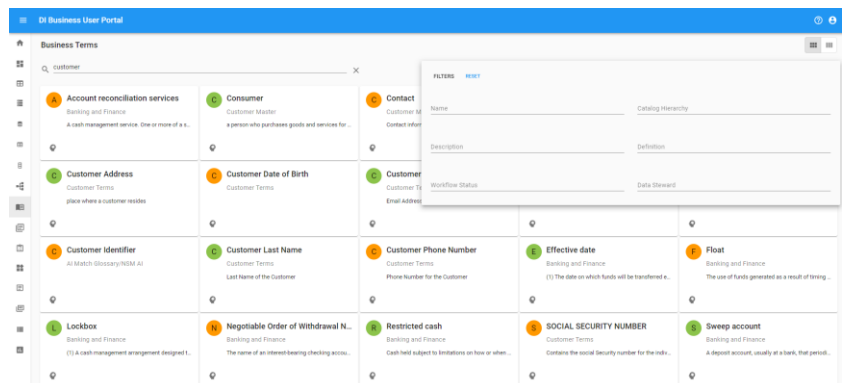 DI Business User Portal
Business Terms
customer
FILTERS RESET
Name
Catalog Hierarchy
Description
Definition
Workflow Status
Data Steward
A Account reconciliation services
Banking and Finance
A cash management service. One or more of a s...
C Consumer
Customer Master
a person who purchases goods and services for ...
C Contact
Customer M
Contact infor
C Customer Address
Customer Terms
place where a customer resides
C Customer Date of Birth
Customer Terms
C Customer
Customer Te
Email Addres
C Customer Identifier
AI Match Glossary/NSM AI
C Customer Last Name
Customer Terms
Last Name of the Customer
C Customer Phone Number
Customer Terms
Phone Number for the Customer
E Effective date
Banking and Finance
(1) The date on which funds will be transferred e...
F Float
Banking and Finance
The use of funds generated as a result of timing ...
L Lockbox
Banking and Finance
(1) A cash management arrangement designed t...
N Negotiable Order of Withdrawal N...
Banking and Finance
The name of an interest-bearing checking accou...
R Restricted cash
Banking and Finance
Cash held subject to limitations on how or when ...
S SOCIAL SECURITY NUMBER
Customer Terms
Contains the social Security number for the indiv...
S Sweep account
Banking and Finance
A deposit account, usually at a bank, that periodi...